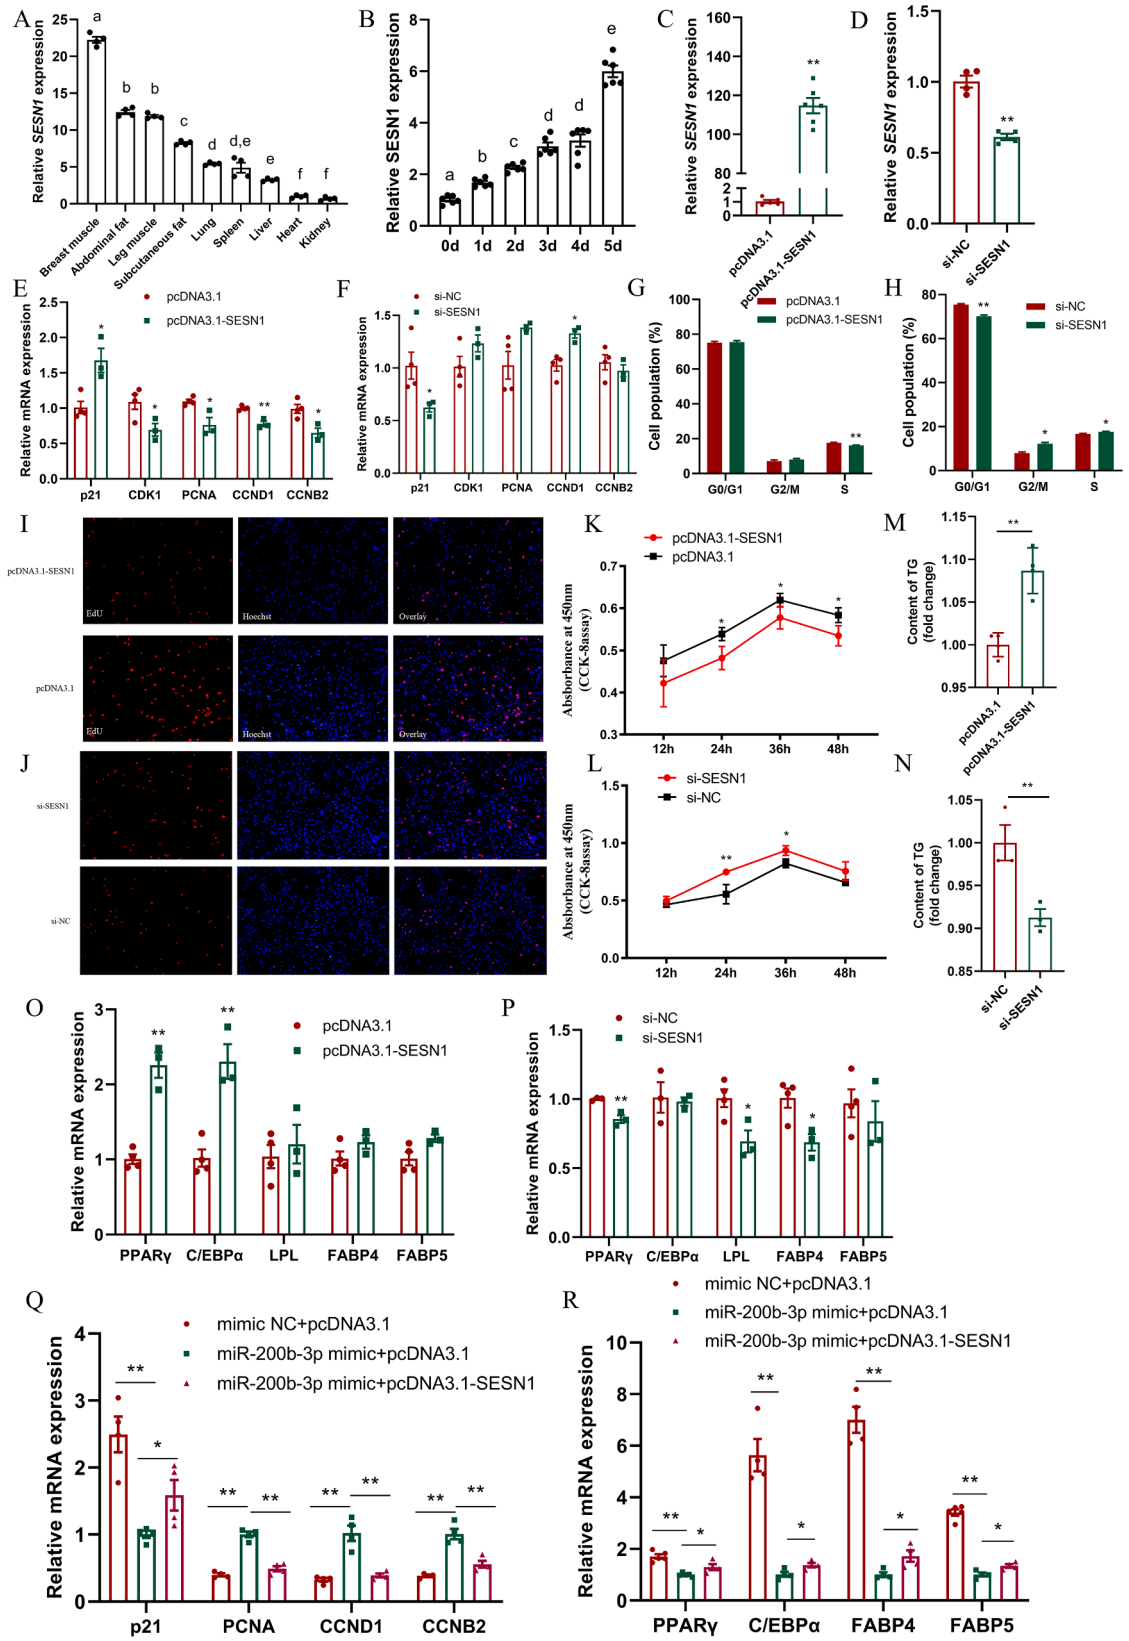 A
Relative SESN1 expression
25
20
15
10
5
0
a
b
b
c
d
d,e
e
f
f
Breast muscle
Abdominal fat
Leg muscle
Subcutaneous fat
Lung
Spleen
Liver
Heart
Kidney
B
Relative SESN1 expression
8
6
4
2
0
a
b
c
d
d
e
0d 1d 2d 3d 4d 5d
C
Relative SESN1 expression
160
140
120
100
80
2
1
0
**
pcDNA3.1
pcDNA3.1-SESN1
D
Relative SESN1 expression
1.5
1.0
0.5
0.0
**
si-NC
si-SESN1
E
pcDNA3.1
pcDNA3.1-SESN1
Relative mRNA expression
2.5
2.0
1.5
1.0
0.5
0.0
*
*
*
**
*
p21 CDK1 PCNA CCND1 CCNB2
F
si-NC
si-SESN1
Relative mRNA expression
1.5
1.0
0.5
0.0
*
*
p21 CDK1 PCNA CCND1 CCNB2
G
pcDNA3.1
pcDNA3.1-SESN1
Cell population (%)
100
80
60
40
20
0
**
G0/G1 G2/M S
H
si-NC
si-SESN1
Cell population (%)
80
60
40
20
0
**
*
*
G0/G1 G2/M S
I
pcDNA3.1-SESN1
EdU Hoechst Overlay
pcDNA3.1
EdU Hoechst Overlay
J
si-SESN1
si-NC
K
pcDNA3.1-SESN1
pcDNA3.1
Absborbance at 450nm
(CCK-8assay)
0.7
0.6
0.5
0.4
0.3
*
*
*
12h 24h 36h 48h
L
si-SESN1
si-NC
Absborbance at 450nm
(CCK-8assay)
1.5
1.0
0.5
0.0
**
*
12h 24h 36h 48h
M
Content of TG
(fold change)
1.15
1.10
1.05
1.00
0.95
**
pcDNA3.1
pcDNA3.1-SESN1
N
Content of TG
(fold change)
1.05
1.00
0.95
0.90
0.85
**
si-NC
si-SESN1
O
pcDNA3.1
pcDNA3.1-SESN1
Relative mRNA expression
3
2
1
0
**
**
PPARγ C/EBPα LPL FABP4 FABP5
P
si-NC
si-SESN1
Relative mRNA expression
1.5
1.0
0.5
0.0
**
*
*
PPARγ C/EBPα LPL FABP4 FABP5
Q
mimic NC+pcDNA3.1
miR-200b-3p mimic+pcDNA3.1
miR-200b-3p mimic+pcDNA3.1-SESN1
Relative mRNA expression
4
3
2
1
0
**
*
**
**
**
**
**
**
p21 PCNA CCND1 CCNB2
R
mimic NC+pcDNA3.1
miR-200b-3p mimic+pcDNA3.1
miR-200b-3p mimic+pcDNA3.1-SESN1
Relative mRNA expression
10
8
6
4
2
0
**
*
**
*
**
*
**
*
PPARγ C/EBPα FABP4 FABP5